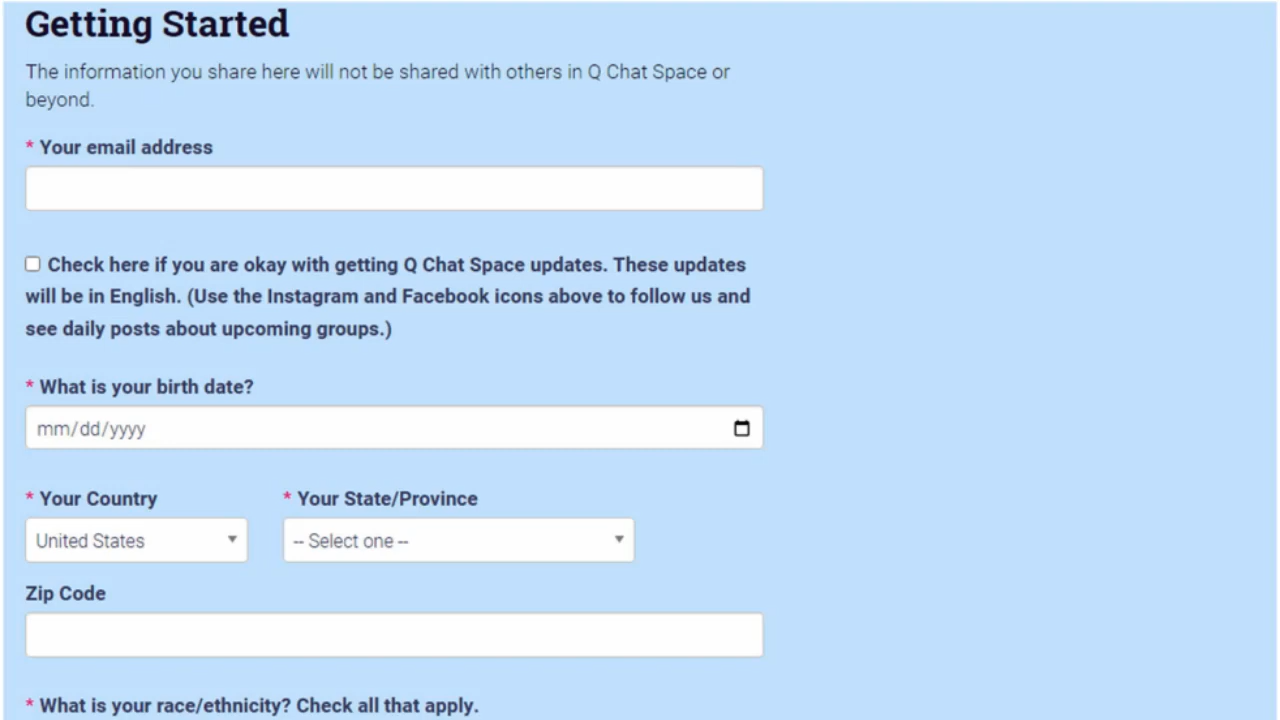 Getting Started
The information you share here will not be shared with others in Q Chat Space or
beyond.
* Your email address
Check here if you are okay with getting Q Chat Space updates. These updates
will be in English. (Use the Instagram and Facebook icons above to follow us and
see daily posts about upcoming groups.)
* What is your birth date?
mm/dd/yyyy
* Your Country * Your State/Province
United States -- Select one --
Zip Code
* What is your race/ethnicity? Check all that apply.